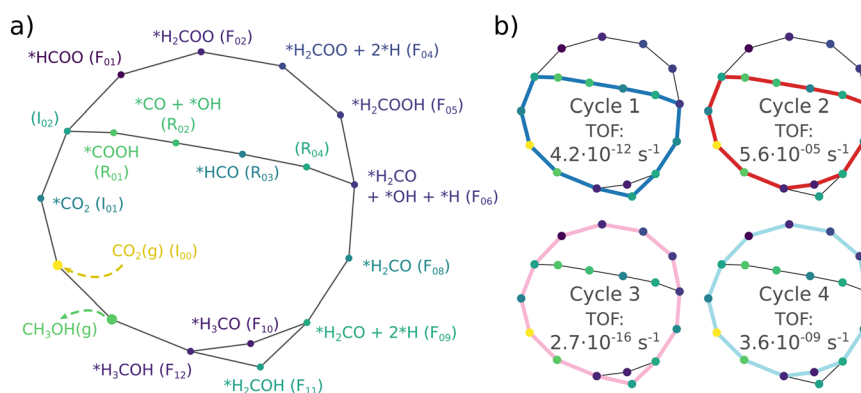 a)
*H₂COO (F₀₂)
*HCOO (F₀₁)
*H₂COO + 2*H (F₀₄)
*H₂COOH (F₀₅)
(I₀₂)
*CO + *OH
(R₀₂)
(R₀₄)
*COOH
(R₀₁)
*HCO (R₀₃)
*H₂CO
+ *OH + *H (F₀₆)
*CO₂ (I₀₁)
CO₂(g) (I₀₀)
*H₂CO (F₀₈)
CH₃OH(g)
*H₃CO (F₁₀)
*H₂CO + 2*H (F₀₉)
*H₃COH (F₁₂)
*H₂COH (F₁₁)
b)
Cycle 1
TOF:
4.2·10⁻¹² s⁻¹
Cycle 2
TOF:
5.6·10⁻⁰⁵ s⁻¹
Cycle 3
TOF:
2.7·10⁻¹⁶ s⁻¹
Cycle 4
TOF:
3.6·10⁻⁰⁹ s⁻¹